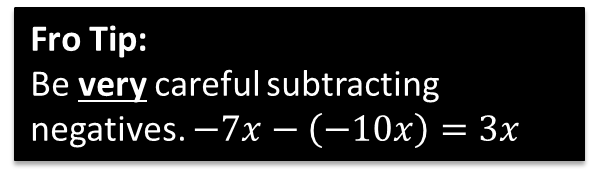 Fro Tip:
Be very careful subtracting
negatives. −7x − (−10x) = 3x